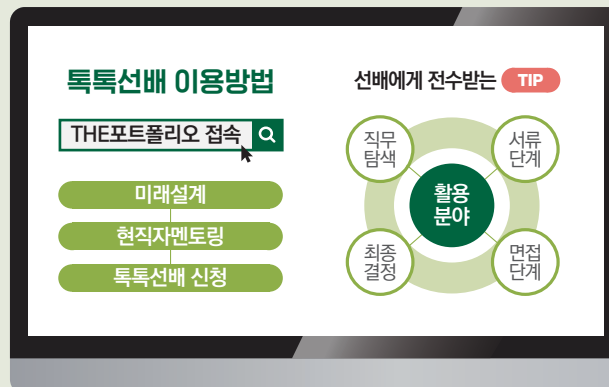 톡톡선배 이용방법
THE포트폴리오 접속
미래설계
현직자멘토링
톡톡선배 신청
선배에게 전수받는 TIP
직무
탐색
서류
단계
활용
분야
최종
결정
면접
단계